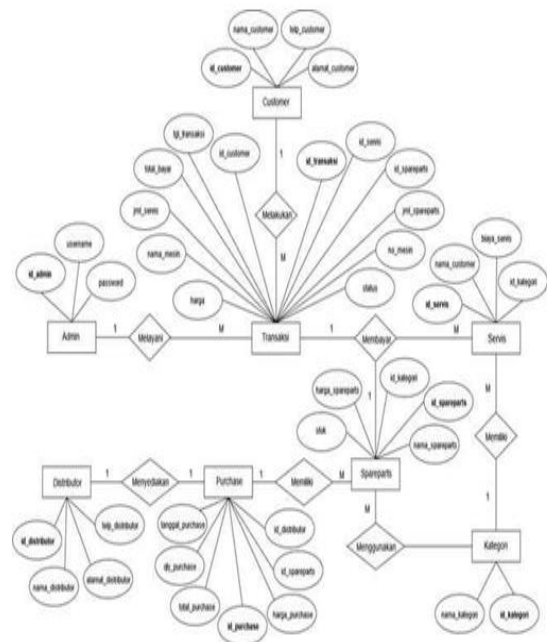 nama_customer
telp_customer
id_customer
alamat_customer
Customer
1
tgl_transaksi
id_customer
id_transaksi
id_servis
total_bayar
id_spareparts
jml_servis
Melakukan
jml_spareparts
nama_mesin
no_mesin
harga
M
status
username
id_admin
password
biaya_servis
nama_customer
id_kategori
id_servis
Admin
1
Melayani
M
Transaksi
1
Membayar
M
Servis
1
M
harga_spareparts
id_kategori
id_spareparts
stok
nama_spareparts
Memiliki
Distributor
1
Menyediakan
1
Purchase
1
Memiliki
M
Spareparts
M
1
Menggunakan
Kategori
telp_distributor
id_distributor
nama_distributor
alamat_distributor
tanggal_purchase
id_distributor
qty_purchase
id_spareparts
total_purchase
harga_purchase
id_purchase
nama_kategori
id_kategori